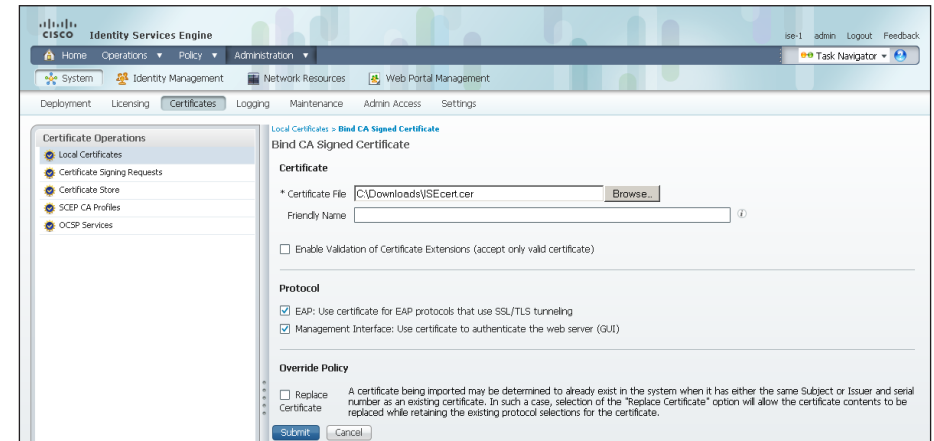 CISCO Identity Services Engine
ise-1 admin Logout Feedback
Home Operations ▼ Policy ▼ Administration ▼
Task Navigator ▼
System Identity Management Network Resources Web Portal Management
Deployment Licensing Certificates Logging Maintenance Admin Access Settings
Certificate Operations
Local Certificates
Certificate Signing Requests
Certificate Store
SCEP CA Profiles
OCSP Services
Local Certificates > Bind CA Signed Certificate
Bind CA Signed Certificate
Certificate
* Certificate File C:\Downloads\ISEcert.cer Browse...
Friendly Name
Enable Validation of Certificate Extensions (accept only valid certificate)
Protocol
EAP: Use certificate for EAP protocols that use SSL/TLS tunneling
Management Interface: Use certificate to authenticate the web server (GUI)
Override Policy
Replace Certificate
A certificate being imported may be determined to already exist in the system when it has either the same Subject or Issuer and serial
number as an existing certificate. In such a case, selection of the "Replace Certificate" option will allow the certificate contents to be
replaced while retaining the existing protocol selections for the certificate.
Submit Cancel